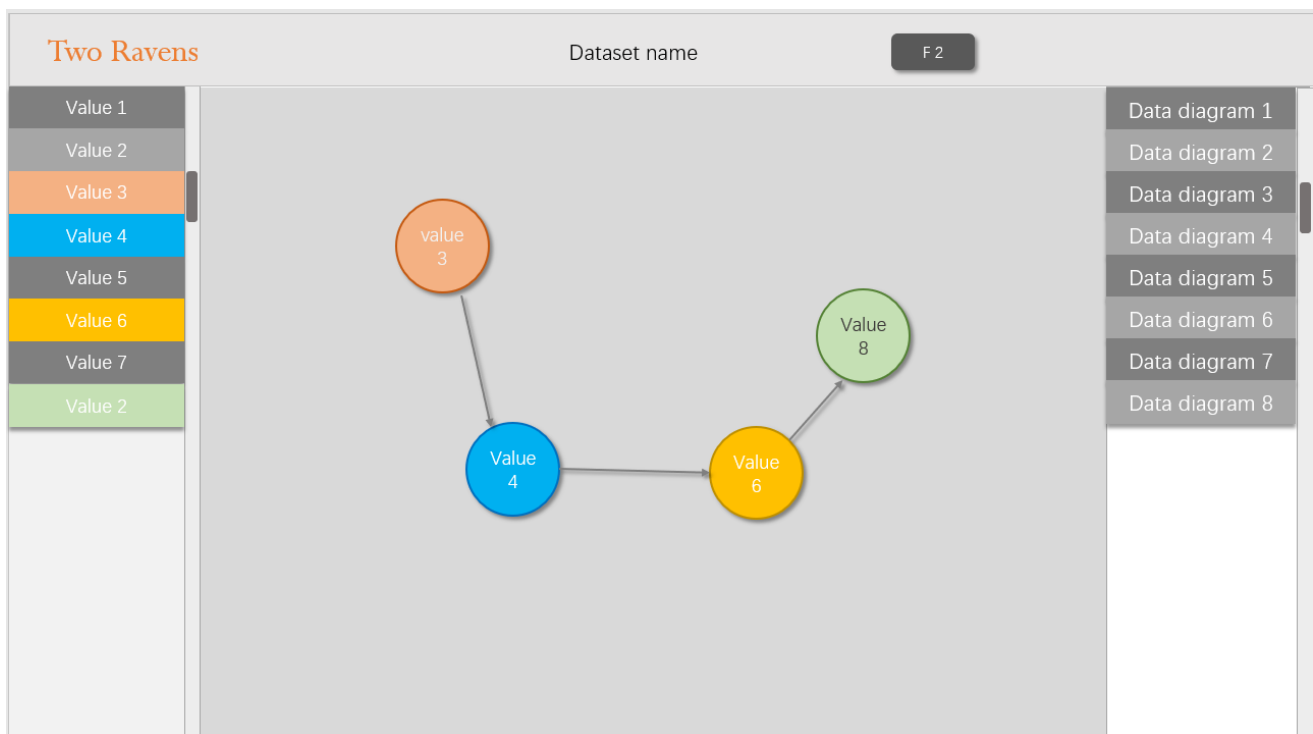 Two Ravens
Dataset name
F 2
Value 1
Value 2
Value 3
Value 4
Value 5
Value 6
Value 7
Value 2
value
3
Value
4
Value
6
Value
8
Data diagram 1
Data diagram 2
Data diagram 3
Data diagram 4
Data diagram 5
Data diagram 6
Data diagram 7
Data diagram 8